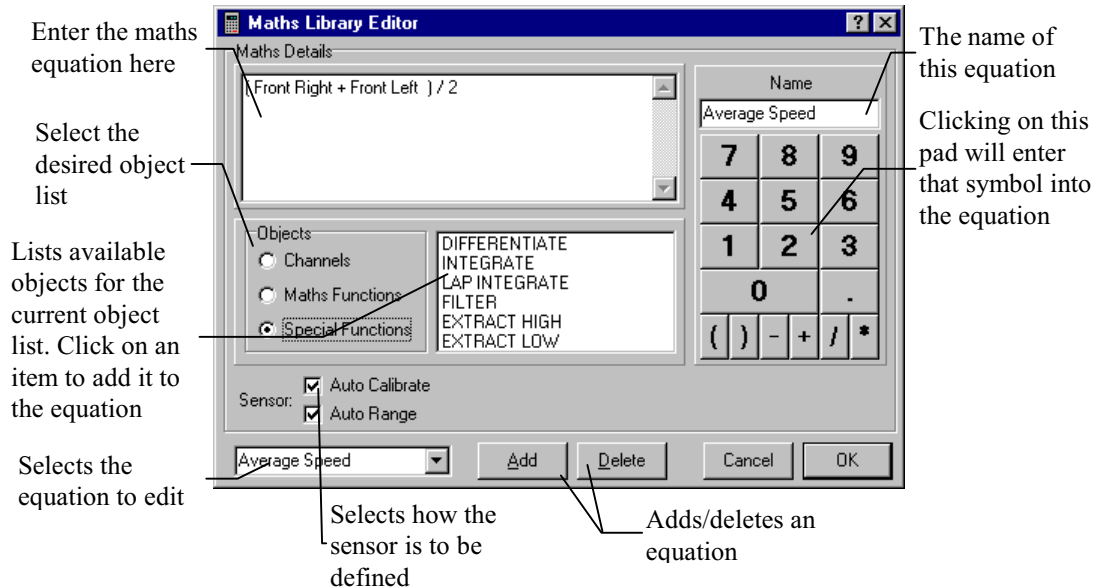 Maths Library Editor
Enter the maths
equation here
Maths Details
( Front Right + Front Left ) / 2
Name
Average Speed
The name of
this equation
Select the
desired object
list
7 8 9
4 5 6
1 2 3
0 .
( ) - + / *
Clicking on this
pad will enter
that symbol into
the equation
Lists available
objects for the
current object
list. Click on an
item to add it to
the equation
Objects
Channels
Maths Functions
Special Functions
DIFFERENTIATE
INTEGRATE
LAP INTEGRATE
FILTER
EXTRACT HIGH
EXTRACT LOW
Sensor:
Auto Calibrate
Auto Range
Selects the
equation to edit
Average Speed
Add
Delete
Cancel
OK
Selects how the
sensor is to be
defined
Adds/deletes an
equation